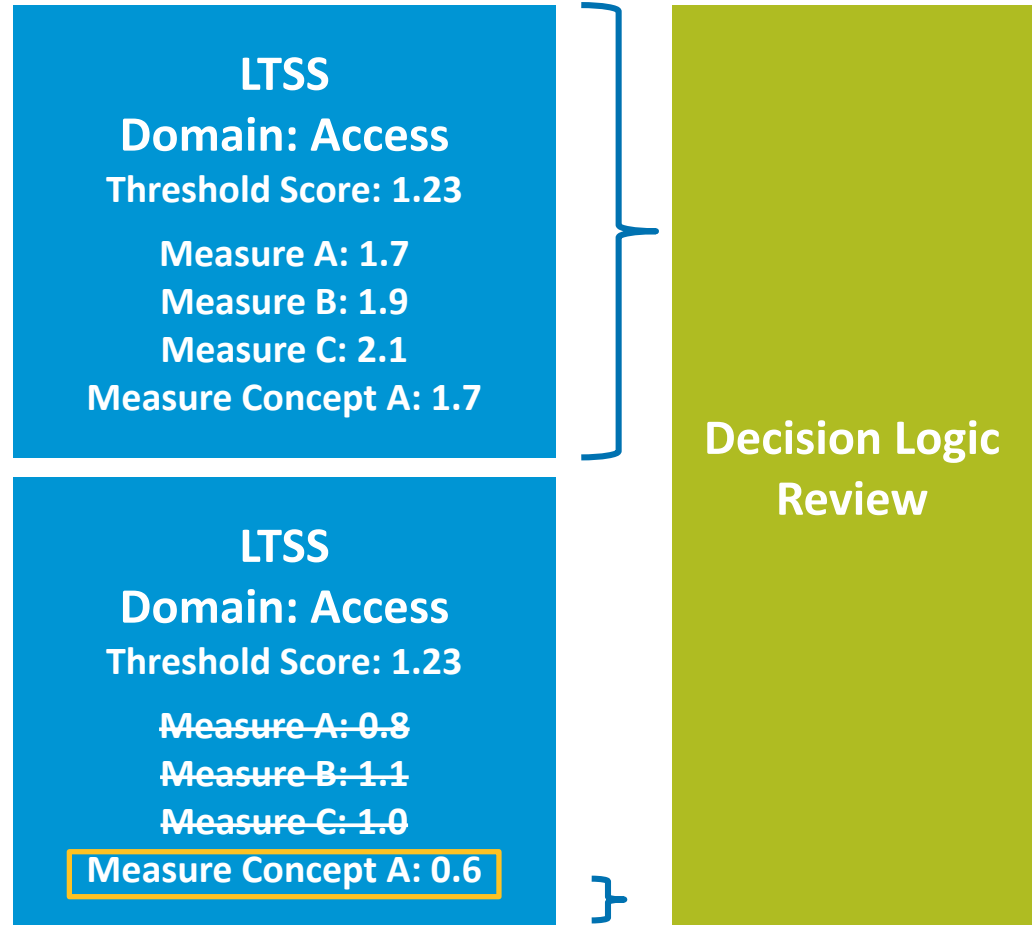 LTSS
Domain: Access
Threshold Score: 1.23
Measure A: 1.7
Measure B: 1.9
Measure C: 2.1
Measure Concept A: 1.7
LTSS
Domain: Access
Threshold Score: 1.23
Measure A: 0.8
Measure B: 1.1
Measure C: 1.0
Measure Concept A: 0.6
Decision Logic
Review